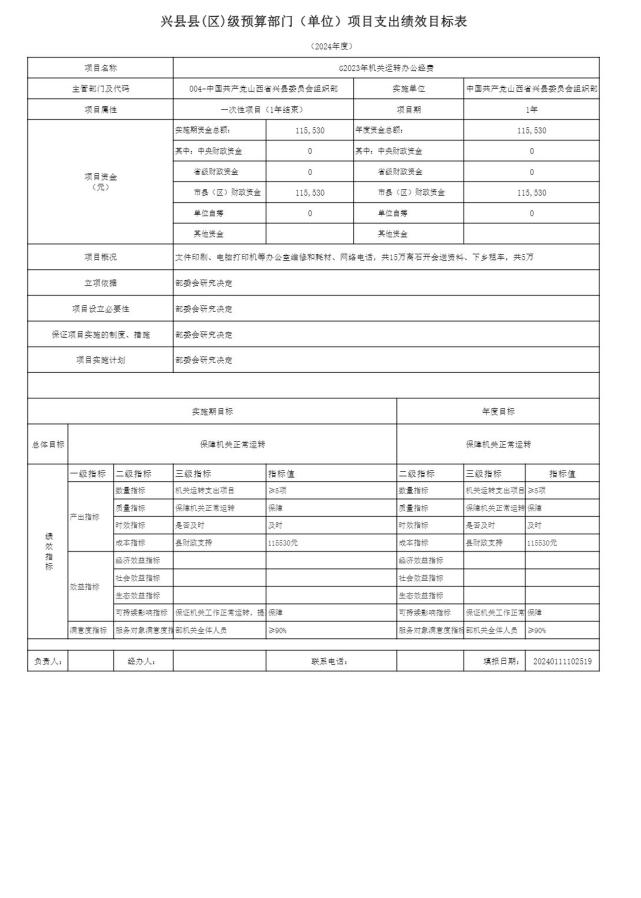 兴县县(区)级预算部门（单位）项目支出绩效目标表
（2024年度）
项目名称 G2023年机关运转办公经费
主管部门及代码 004-中国共产党山西省兴县委员会组织部 实施单位 中国共产党山西省兴县委员会组织部
项目属性 一次性项目（1年结束） 项目期 1年
项目资金（元） 实施期资金总额： 115,530 年度资金总额： 115,530
其中：中央财政资金 0 其中：中央财政资金 0
省级财政资金 0 省级财政资金 0
市县（区）财政资金 115,530 市县（区）财政资金 115,530
单位自筹 0 单位自筹 0
其他资金 其他资金
项目概况 文件印刷、电脑打印机等办公室维修和耗材、网络电话，共15万离石开会送资料、下乡租车，共5万
立项依据 部委会研究决定
项目设立必要性 部委会研究决定
保证项目实施的制度、措施 部委会研究决定
项目实施计划 部委会研究决定
实施期目标 年度目标
总体目标 保障机关正常运转 保障机关正常运转
绩效指标 一级指标 二级指标 三级指标 指标值 二级指标 三级指标 指标值
产出指标 数量指标 机关运转支出项目 ≥5项 数量指标 机关运转支出项目 ≥5项
质量指标 保障机关正常运转 保障 质量指标 保障机关正常运转 保障
时效指标 是否及时 及时 时效指标 是否及时 及时
成本指标 县财政支持 115530元 成本指标 县财政支持 115530元
效益指标 经济效益指标 经济效益指标
社会效益指标 社会效益指标
生态效益指标 生态效益指标
可持续影响指标 保证机关工作正常运转，提 保障 可持续影响指标 保证机关工作正常 保障
满意度指标 服务对象满意度指 部机关全体人员 ≥90% 服务对象满意度指标 部机关全体人员 ≥90%
负责人： 经办人： 联系电话： 填报日期： 20240111102519